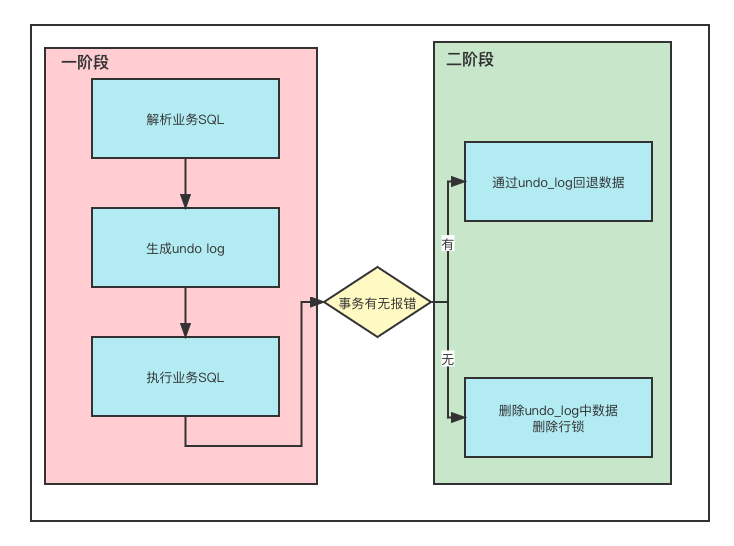 一阶段
解析业务SQL
生成undo log
执行业务SQL
事务有无报错
二阶段
有
通过undo_log回退数据
无
删除undo_log中数据
删除行锁